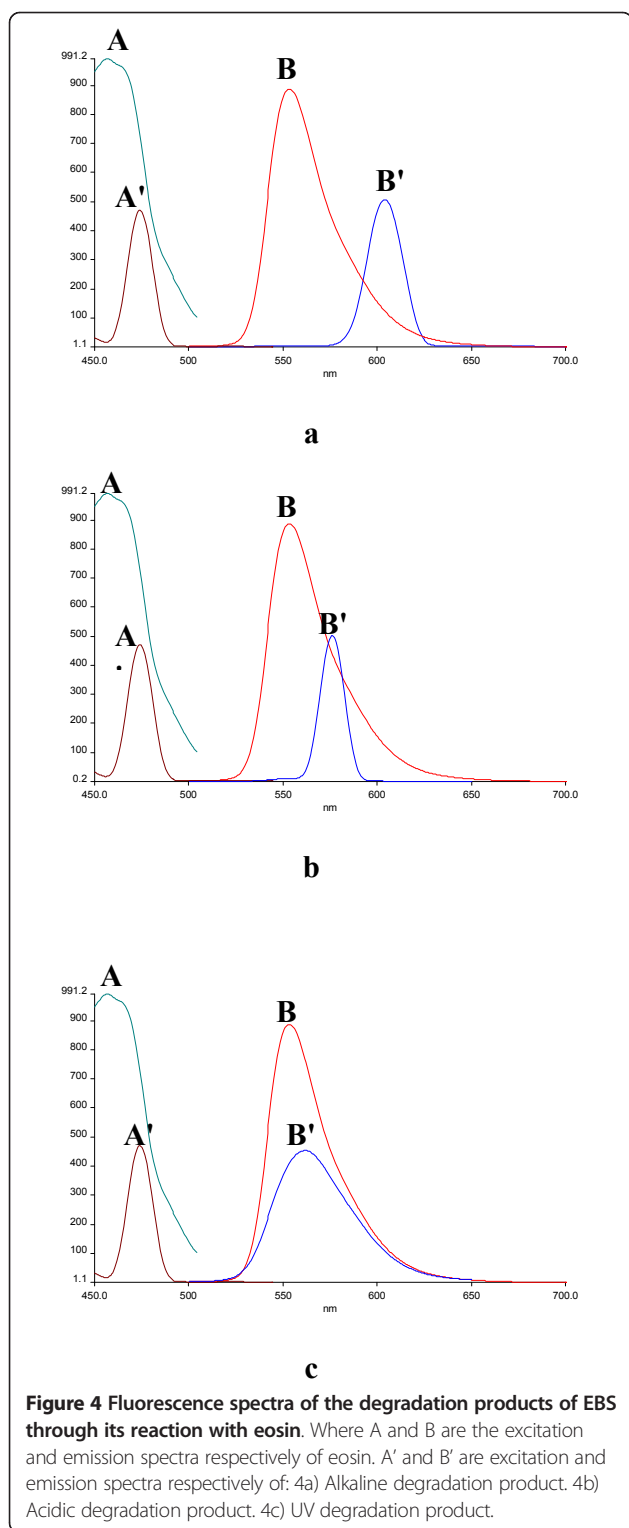 A
B
991.2
900
800
700
A'
B'
600
500
400
300
200
100
1.1
450.0 500 550 600 650 700.0
nm
a
A
B
991.2
900
800
700
600
A
B'
500
400
.
300
200
100
0.2
450.0 500 550 600 650 700.0
nm
b
A
991.2
B
900
800
700
600
A'
B'
500
400
300
200
100
1.1
450.0 500 550 600 650 700.0
nm
c
Figure 4 Fluorescence spectra of the degradation products of EBS
through its reaction with eosin. Where A and B are the excitation
and emission spectra respectively of eosin. A' and B' are excitation and
emission spectra respectively of: 4a) Alkaline degradation product. 4b)
Acidic degradation product. 4c) UV degradation product.